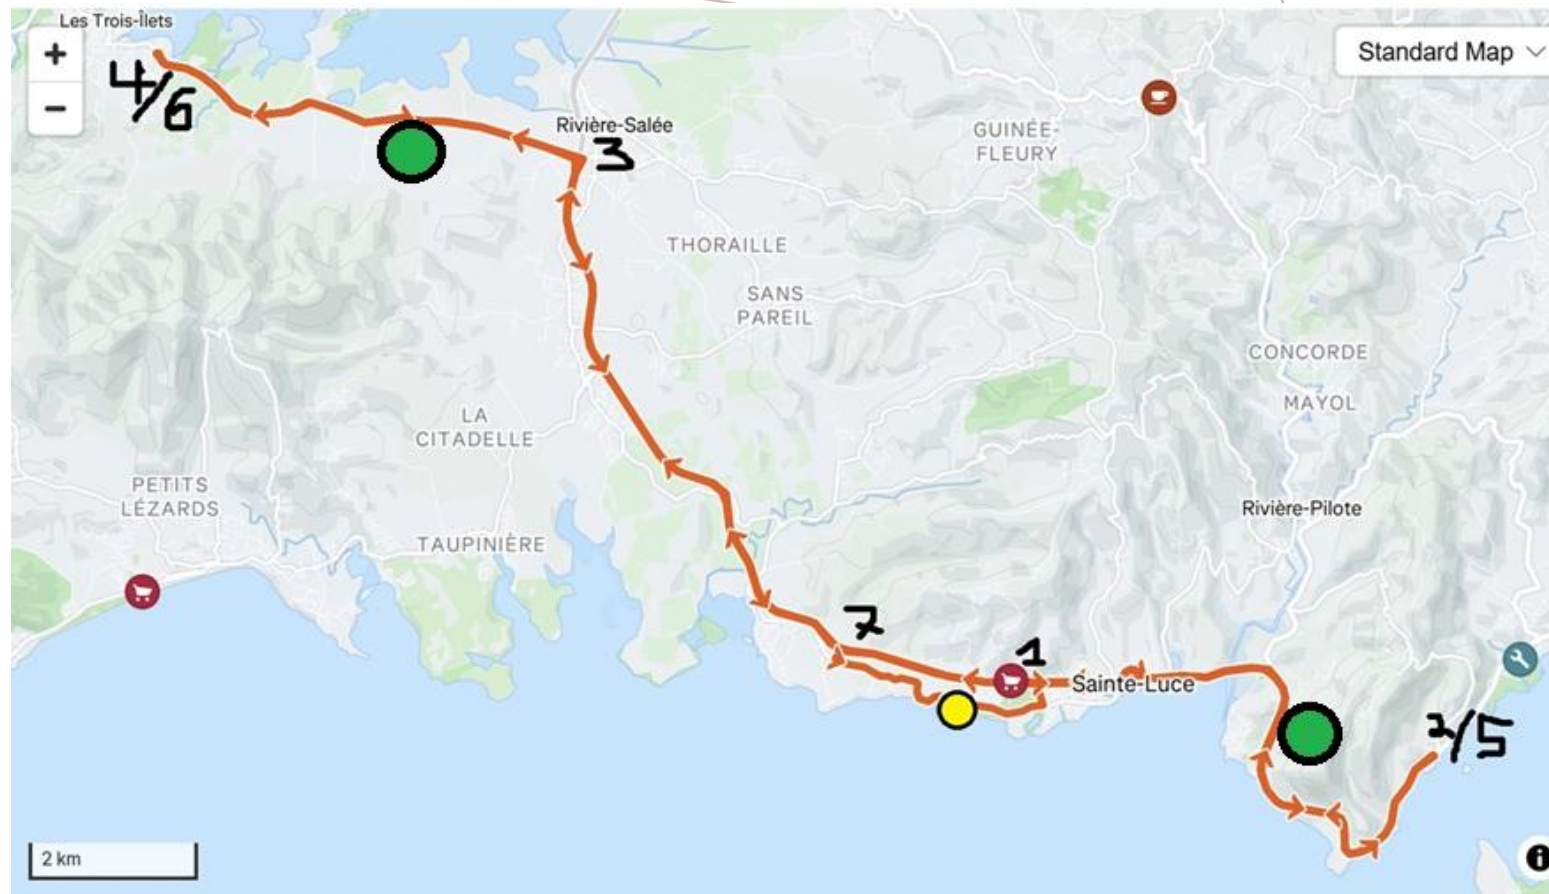 Les Trois-Îlets
+
Standard Map
4/6
−
Rivière-Salée
3
GUINÉE-
FLEURY
THORAILLE
SANS
PAREIL
CONCORDE
MAYOL
LA
CITADELLE
PETITS
LÉZARDS
Rivière-Pilote
TAUPINIÈRE
7
1
Sainte-Luce
2/5
2 km
i